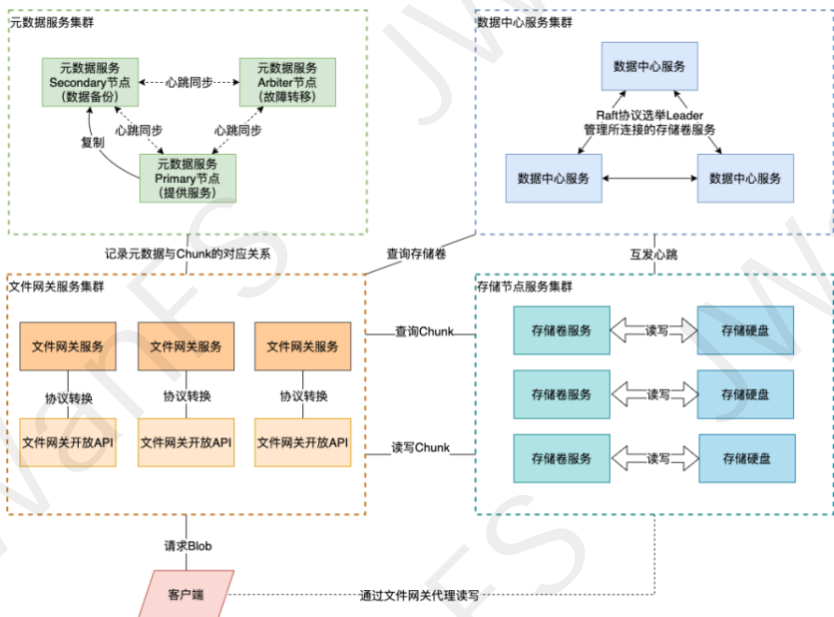 元数据服务集群
元数据服务
Secondary节点
(数据备份)
心跳同步
元数据服务
Arbiter节点
(故障转移)
心跳同步
心跳同步
复制
元数据服务
Primary节点
(提供服务)
数据中心服务集群
数据中心服务
Raft协议选举Leader
管理所连接的存储卷服务
数据中心服务
数据中心服务
记录元数据与Chunk的对应关系
查询存储卷
互发心跳
文件网关服务集群
文件网关服务
文件网关服务
文件网关服务
协议转换
协议转换
协议转换
文件网关开放API
文件网关开放API
文件网关开放API
查询Chunk
读写Chunk
存储节点服务集群
存储卷服务
读写
存储硬盘
存储卷服务
读写
存储硬盘
存储卷服务
读写
存储硬盘
请求Blob
客户端
通过文件网关代理读写
JWanFS